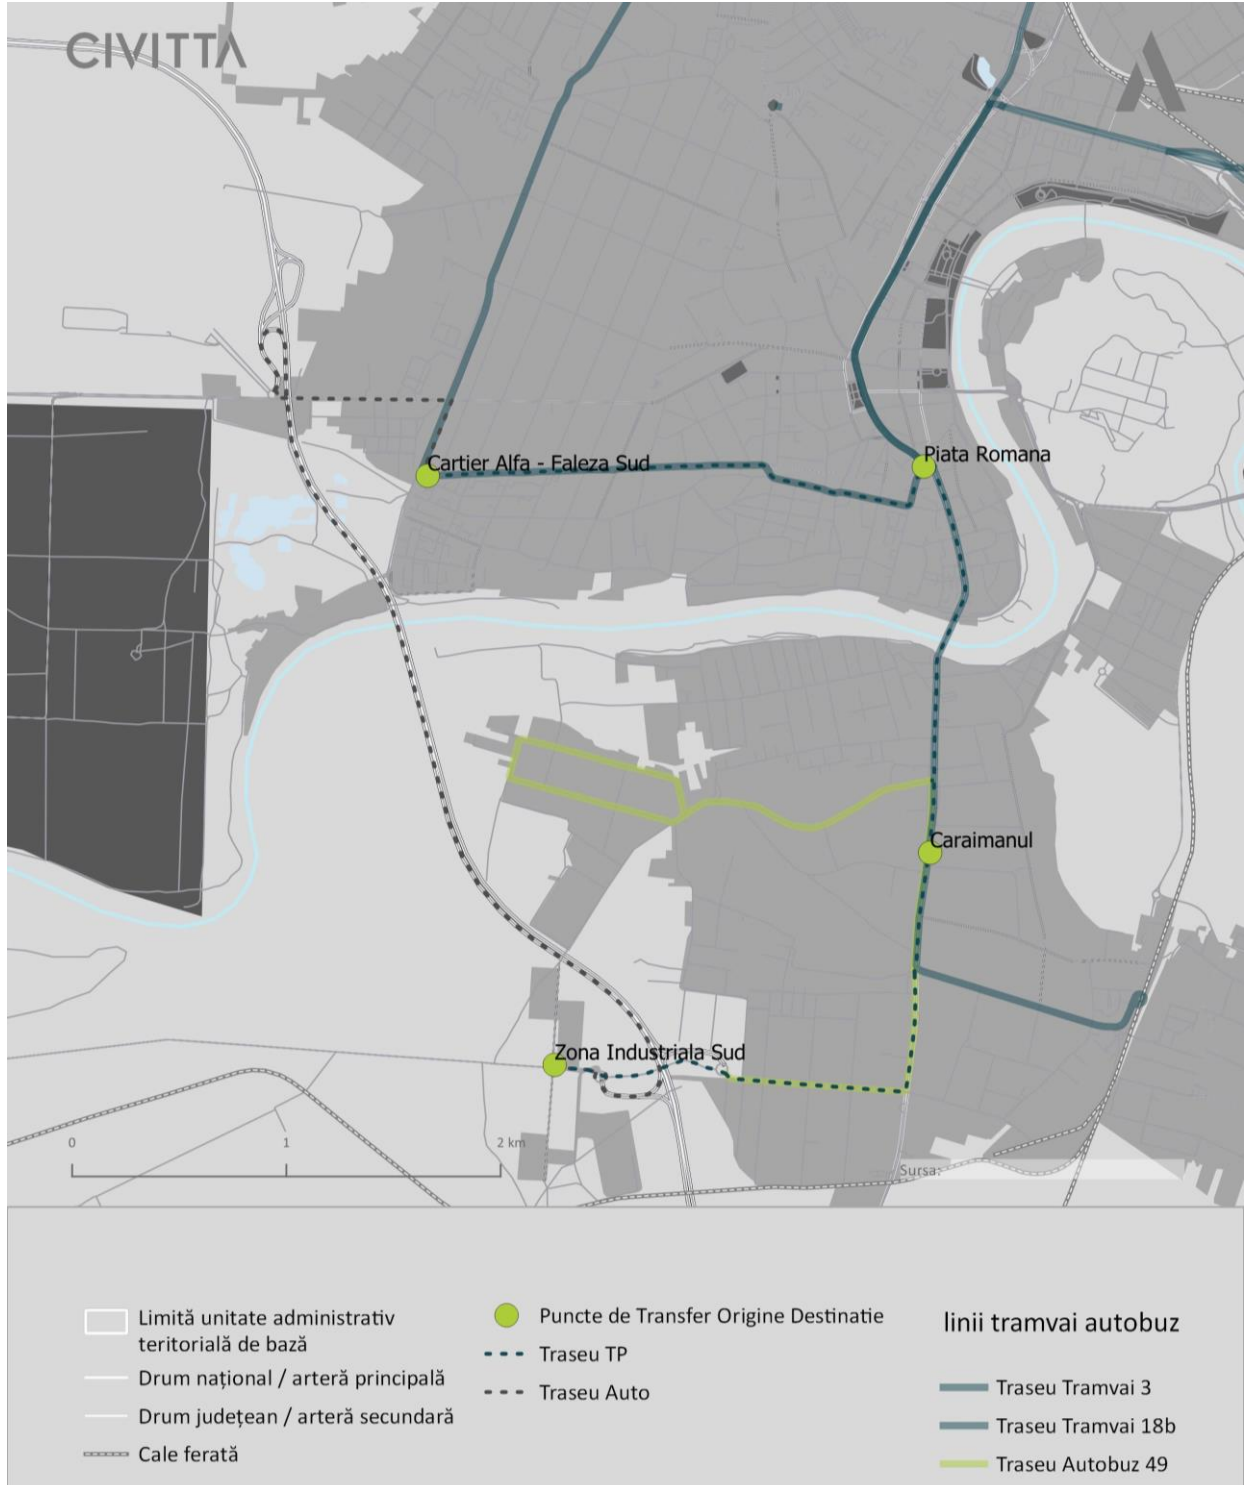 CIVITTA
Cartier Alfa - Faleza Sud
Piata Romana
Caraimanul
Zona Industriala Sud
0 1 2 km
Sursa:
Limită unitate administrativ
teritorială de bază
Drum național / arteră principală
Drum județean / arteră secundară
Cale ferată
Puncte de Transfer Origine Destinatie
Traseu TP
Traseu Auto
linii tramvai autobuz
Traseu Tramvai 3
Traseu Tramvai 18b
Traseu Autobuz 49